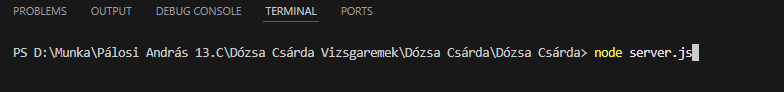 PROBLEMS OUTPUT DEBUG CONSOLE TERMINAL PORTS
PS D:\Munka\Pálosi András 13.C\Dózsa Csárda Vizsgaremek\Dózsa Csárda\Dózsa Csárda> node server.js